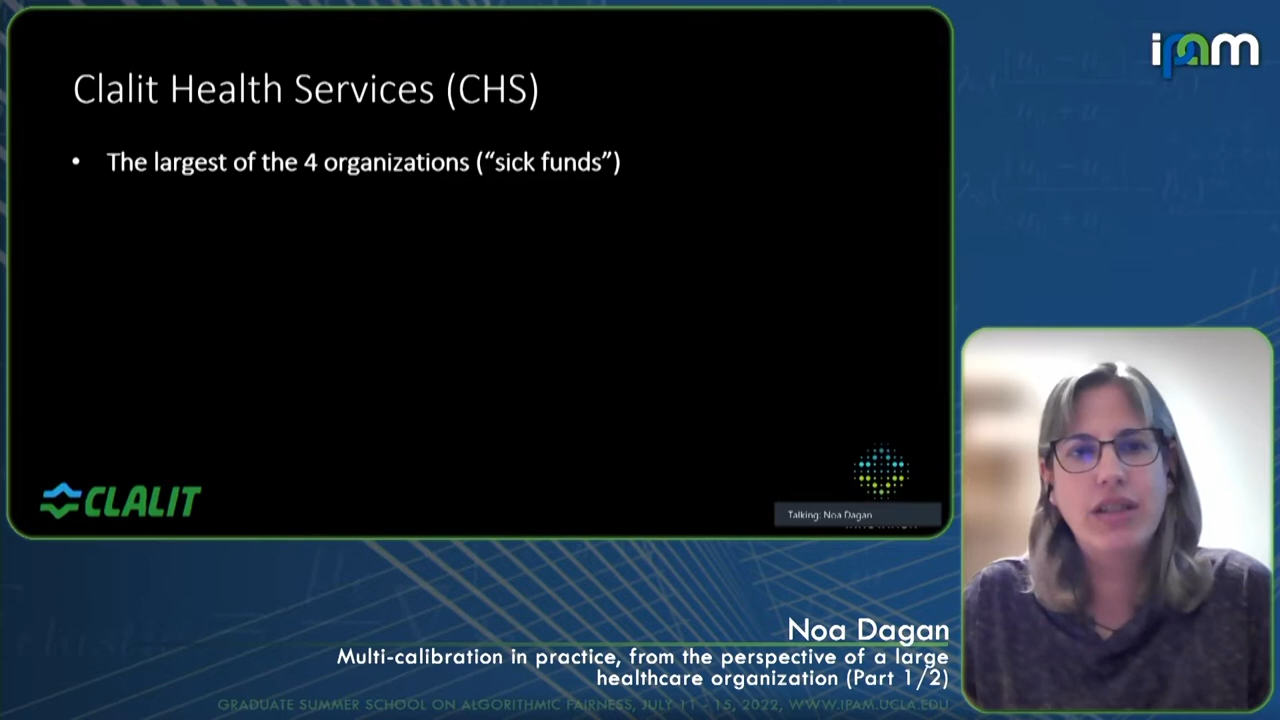 ipam
Clalit Health Services (CHS)
• The largest of the 4 organizations (“sick funds”)
CLALIT
Talking: Noa Dagan
Noa Dagan
Multi-calibration in practice, from the perspective of a large
healthcare organization (Part 1/2)
GRADUATE SUMMER SCHOOL ON ALGORITHMIC FAIRNESS, JULY 11 - 15, 2022, WWW.IPAM.UCLA.EDU